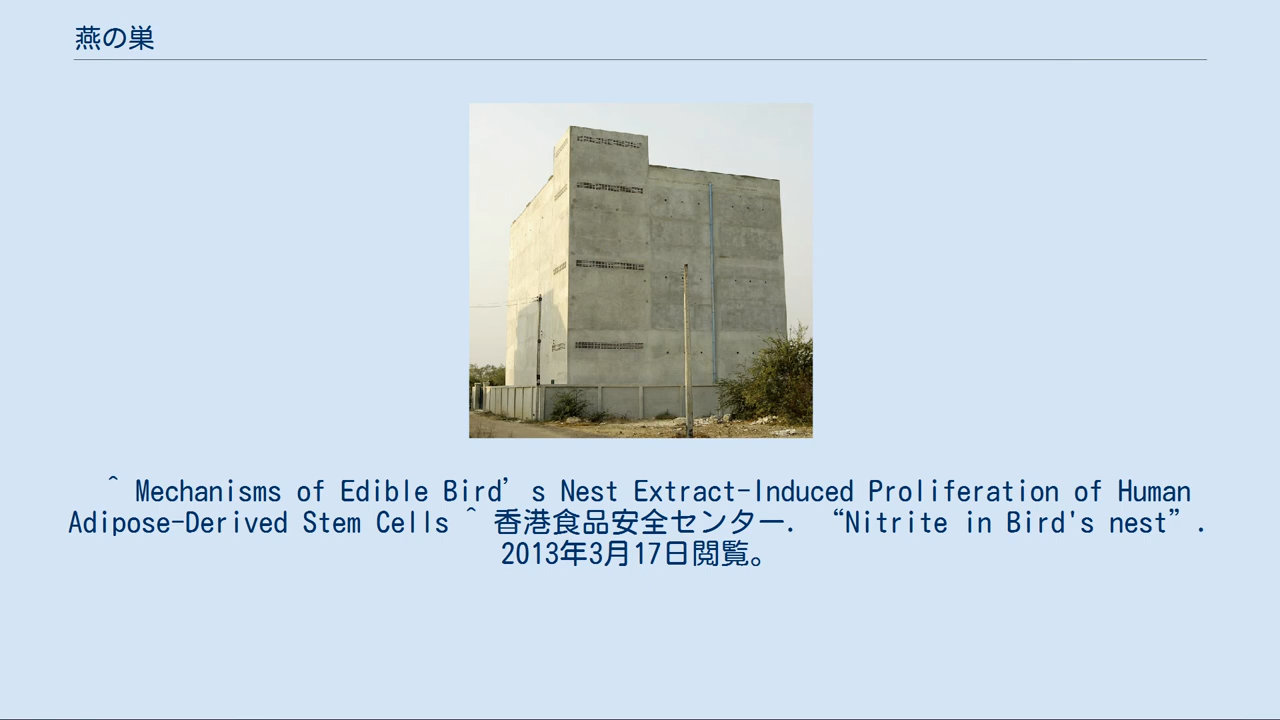 燕の巣
^ Mechanisms of Edible Bird’s Nest Extract-Induced Proliferation of Human
Adipose-Derived Stem Cells ^ 香港食品安全センター. “Nitrite in Bird's nest”.
2013年3月17日閲覧。